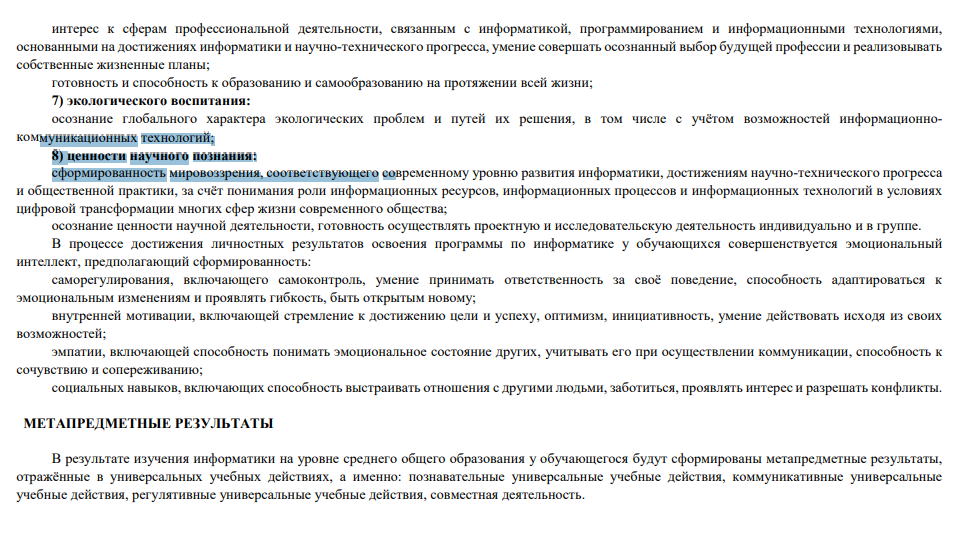 интерес к сферам профессиональной деятельности, связанным с информатикой, программированием и информационными технологиями,
основанными на достижениях информатики и научно-технического прогресса, умение совершать осознанный выбор будущей профессии и реализовывать
собственные жизненные планы;
готовность и способность к образованию и самообразованию на протяжении всей жизни;
7) экологического воспитания:
осознание глобального характера экологических проблем и путей их решения, в том числе с учётом возможностей информационно-
коммуникационных технологий;
8) ценности научного познания:
сформированность мировоззрения, соответствующего современному уровню развития информатики, достижениям научно-технического прогресса
и общественной практики, за счёт понимания роли информационных ресурсов, информационных процессов и информационных технологий в условиях
цифровой трансформации многих сфер жизни современного общества;
осознание ценности научной деятельности, готовность осуществлять проектную и исследовательскую деятельность индивидуально и в группе.
В процессе достижения личностных результатов освоения программы по информатике у обучающихся совершенствуется эмоциональный
интеллект, предполагающий сформированность:
саморегулирования, включающего самоконтроль, умение принимать ответственность за своё поведение, способность адаптироваться к
эмоциональным изменениям и проявлять гибкость, быть открытым новому;
внутренней мотивации, включающей стремление к достижению цели и успеху, оптимизм, инициативность, умение действовать исходя из своих
возможностей;
эмпатии, включающей способность понимать эмоциональное состояние других, учитывать его при осуществлении коммуникации, способность к
сочувствию и сопереживанию;
социальных навыков, включающих способность выстраивать отношения с другими людьми, заботиться, проявлять интерес и разрешать конфликты.
МЕТАПРЕДМЕТНЫЕ РЕЗУЛЬТАТЫ
В результате изучения информатики на уровне среднего общего образования у обучающегося будут сформированы метапредметные результаты,
отражённые в универсальных учебных действиях, а именно: познавательные универсальные учебные действия, коммуникативные универсальные
учебные действия, регулятивные универсальные учебные действия, совместная деятельность.